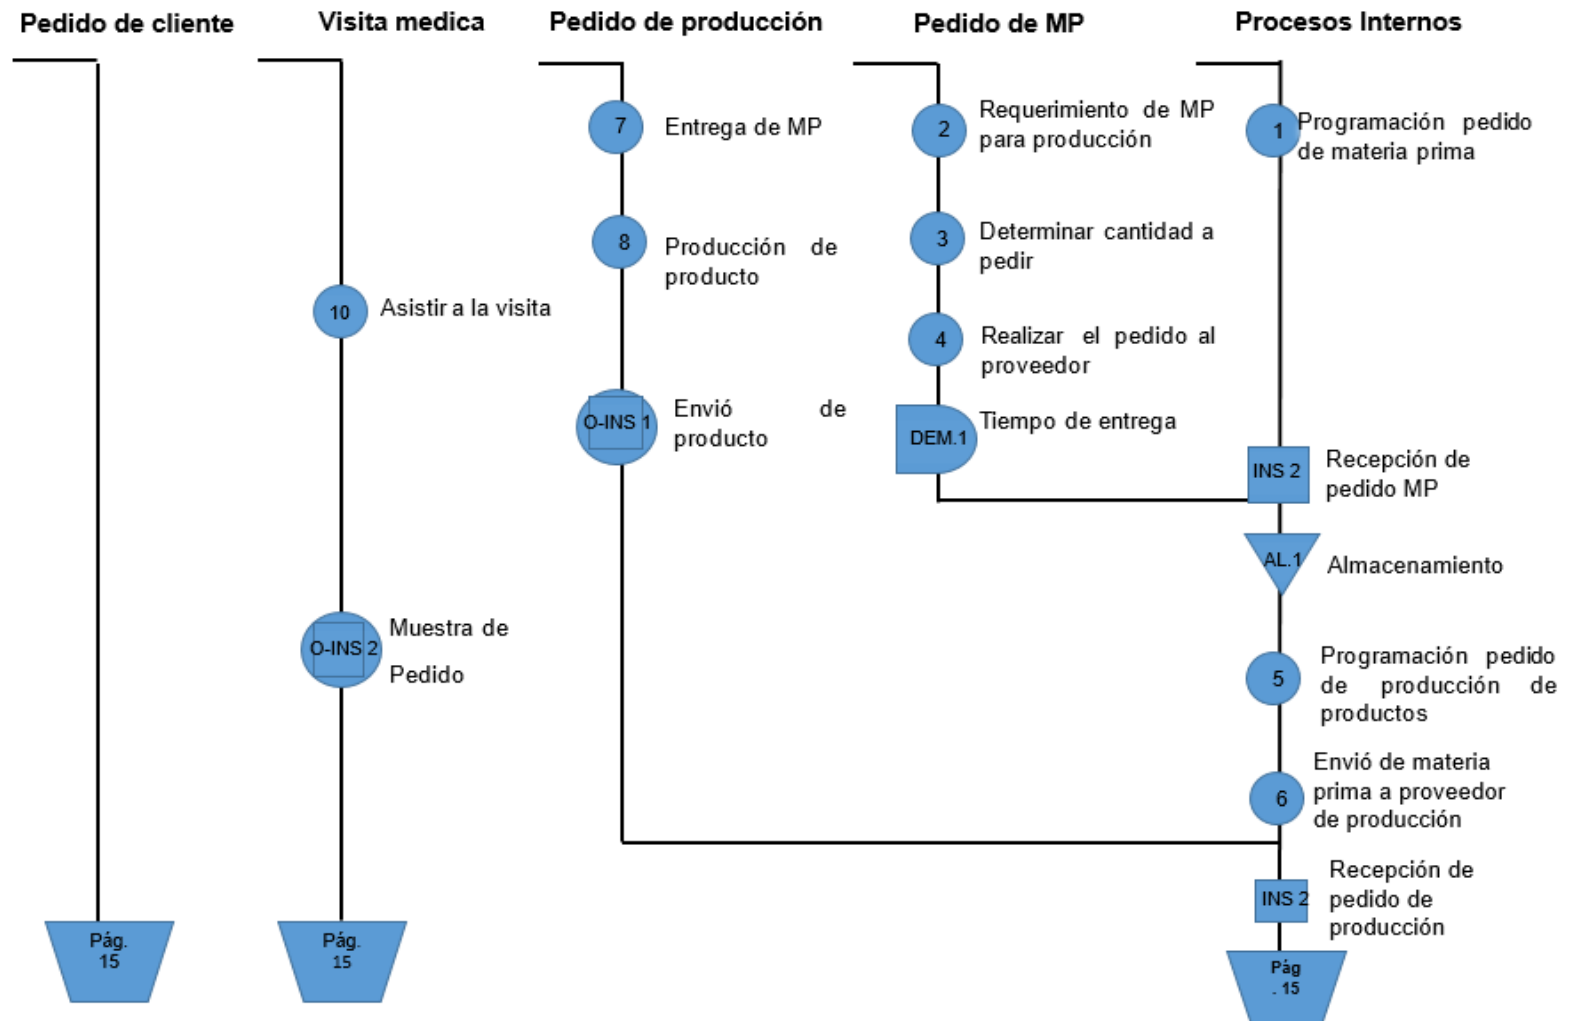 Pedido de cliente
Visita medica
Pedido de producción
Pedido de MP
Procesos Internos
7
Entrega de MP
2
Requerimiento de MP
para producción
1
Programación pedido
de materia prima
8
Producción de
producto
3
Determinar cantidad a
pedir
10
Asistir a la visita
4
Realizar el pedido al
proveedor
O-INS 1
Envió de
producto
DEM.1
Tiempo de entrega
INS 2
Recepción de
pedido MP
AL.1
Almacenamiento
O-INS 2
Muestra de
Pedido
5
Programación pedido
de producción de
productos
6
Envió de materia
prima a proveedor
de producción
INS 2
Recepción de
pedido de
producción
Pág.
15
Pág.
15
Pág
. 15